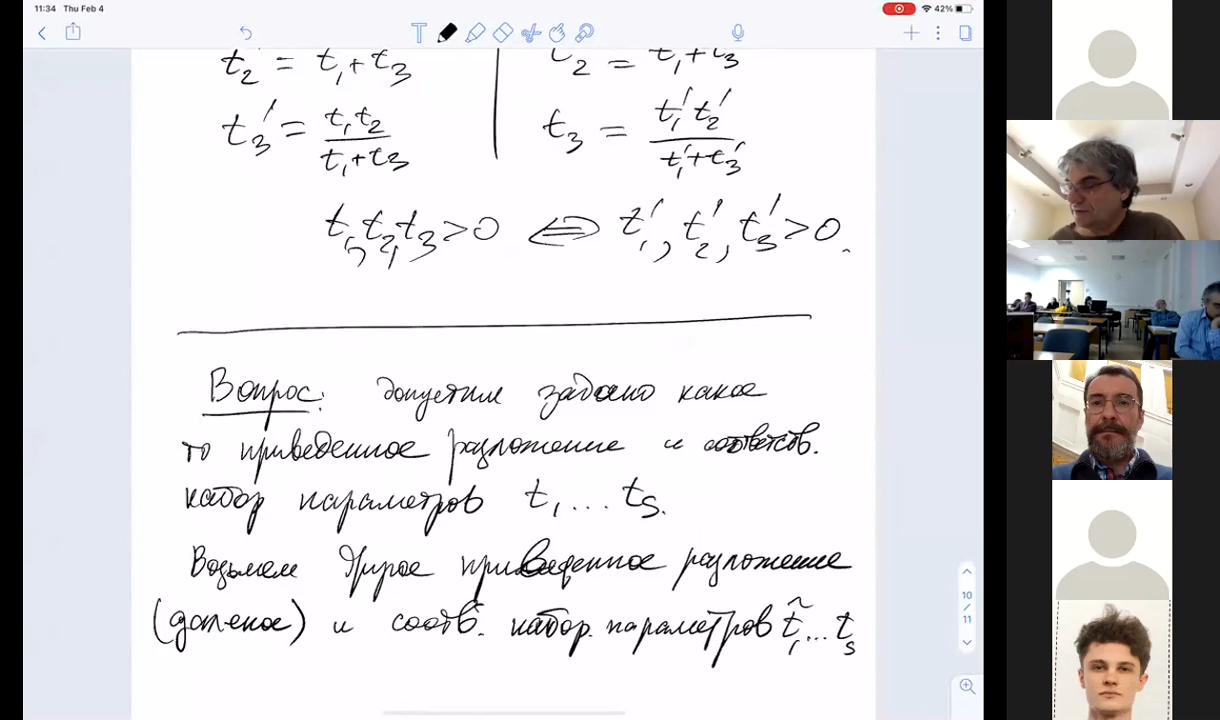 11:34 Thu Feb 4
42%
t₂' = t₁ + t₃
t₂ = t₁' + t₃'
t₃' = t₁t₂ / (t₁ + t₃)
t₃ = t₁' t₂' / (t₁' + t₃')
t₁, t₂, t₃ > 0 ⟺ t₁', t₂', t₃' > 0.
Вопрос: допустим задано какое
то приведенное разложение и соответств.
набор параметров t₁ ... tₛ.
Возьмем другое приведенное разложение
(далекое) и соотв. набор. параметров t̃₁ ... tₛ
10
/
11